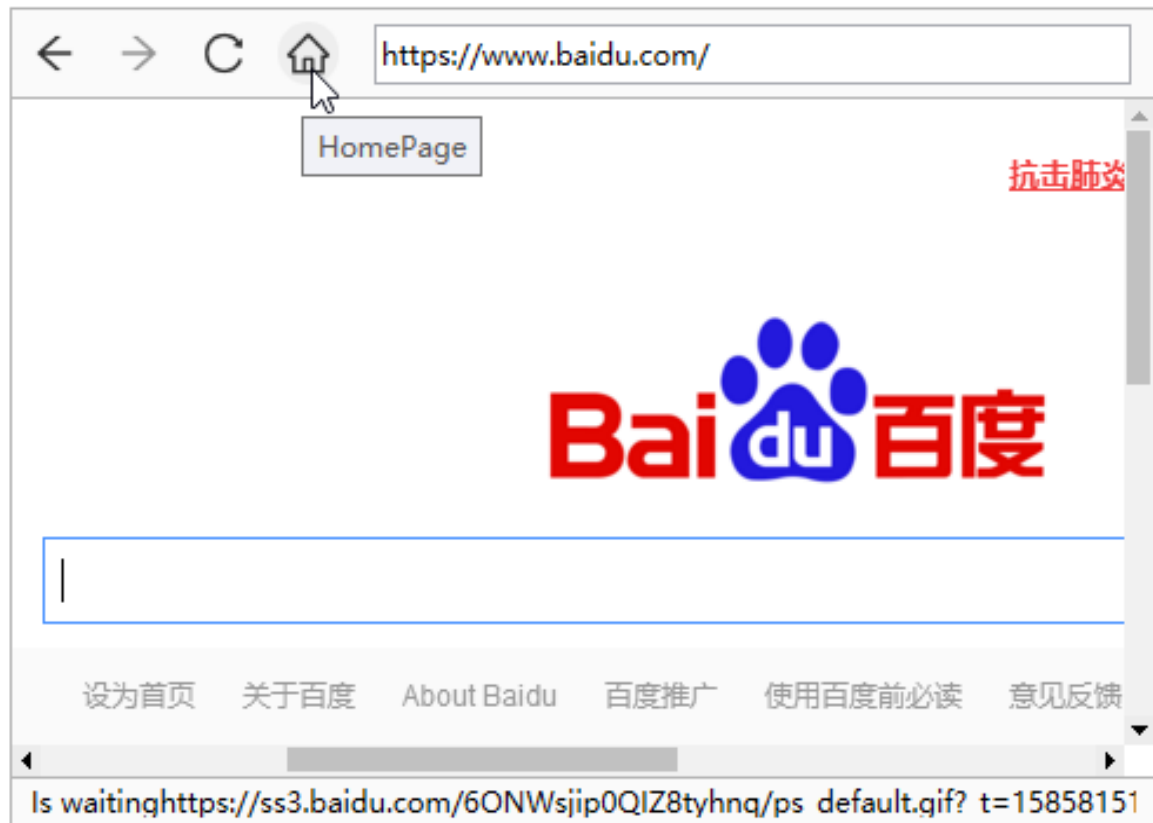 https://www.baidu.com/
HomePage
抗击肺炎
Bai du 百度
设为首页 关于百度 About Baidu 百度推广 使用百度前必读 意见反馈
Is waitinghttps://ss3.baidu.com/6ONWsjip0QIZ8tyhnq/ps_default.gif?_t=15858151